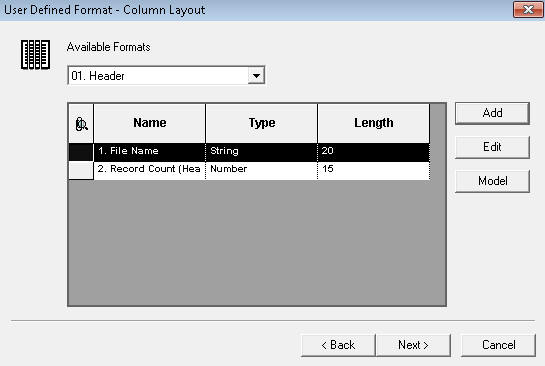 User Defined Format - Column Layout
Available Formats
01. Header
Name Type Length
1. File Name String 20
2. Record Count (Hea Number 15
Add
Edit
Model
< Back Next > Cancel